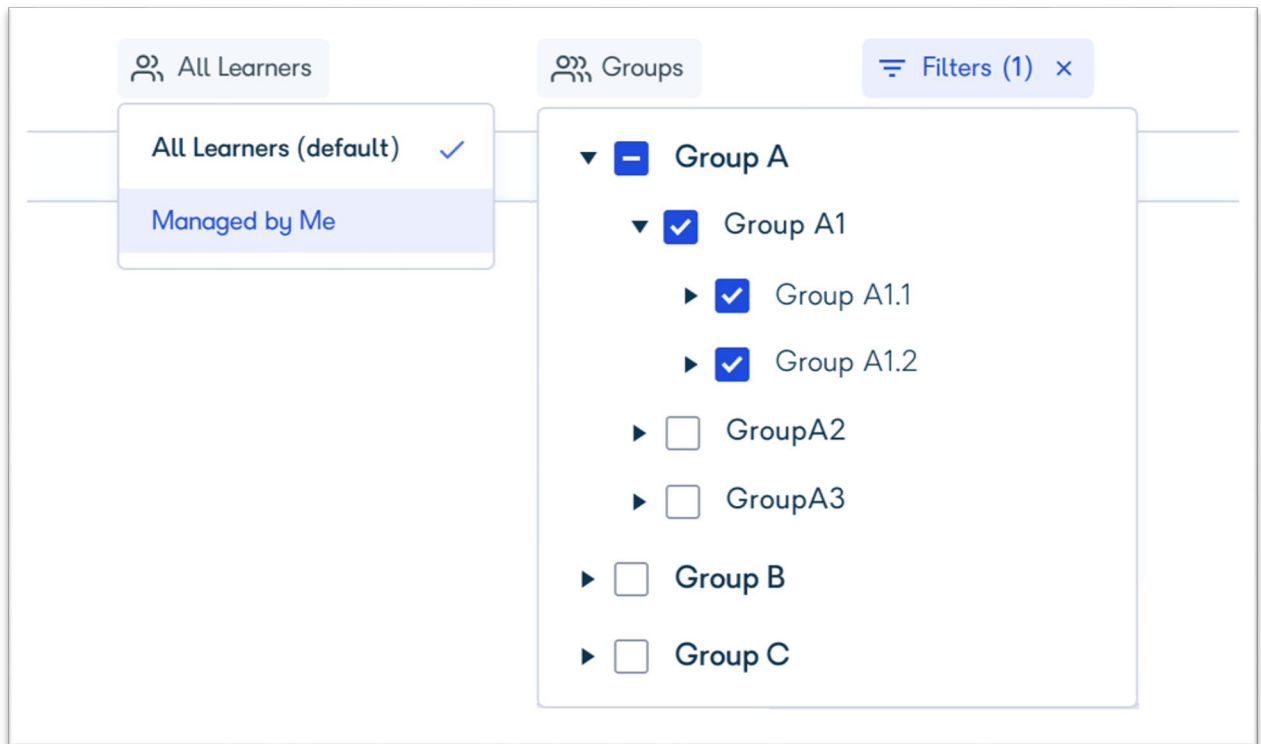 All Learners
Groups
Filters (1) ×
All Learners (default)
Managed by Me
Group A
Group A1
Group A1.1
Group A1.2
GroupA2
GroupA3
Group B
Group C